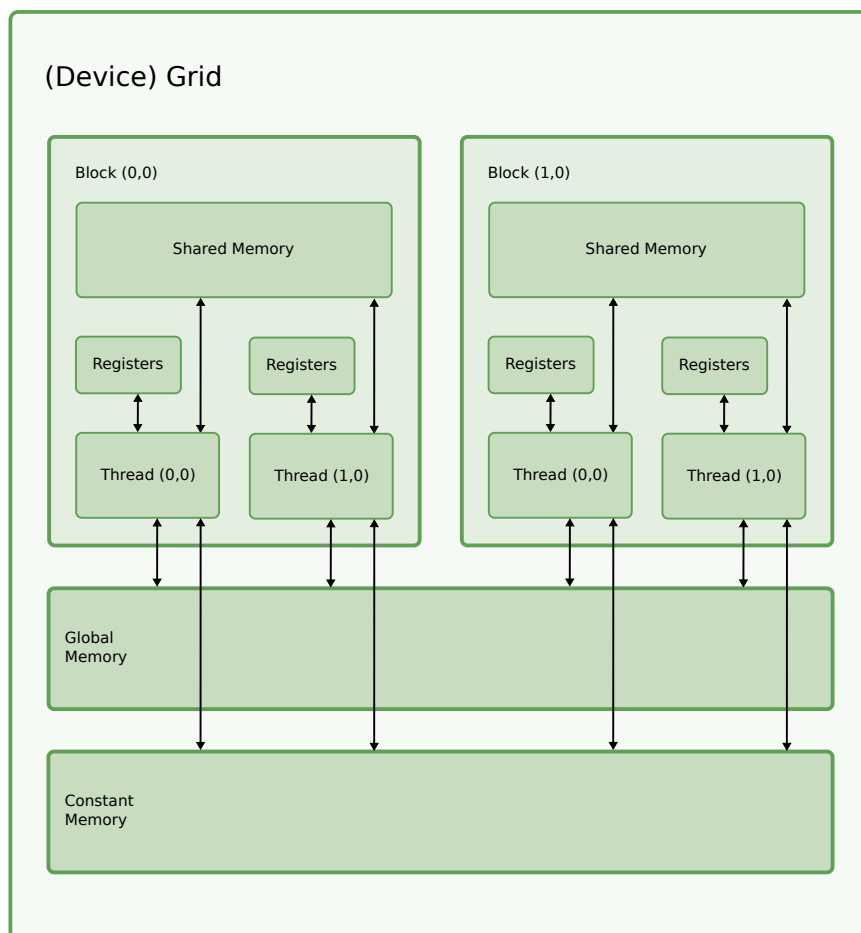 (Device) Grid
Block (0,0)
Shared Memory
Registers
Registers
Thread (0,0)
Thread (1,0)
Block (1,0)
Shared Memory
Registers
Registers
Thread (0,0)
Thread (1,0)
Global
Memory
Constant
Memory